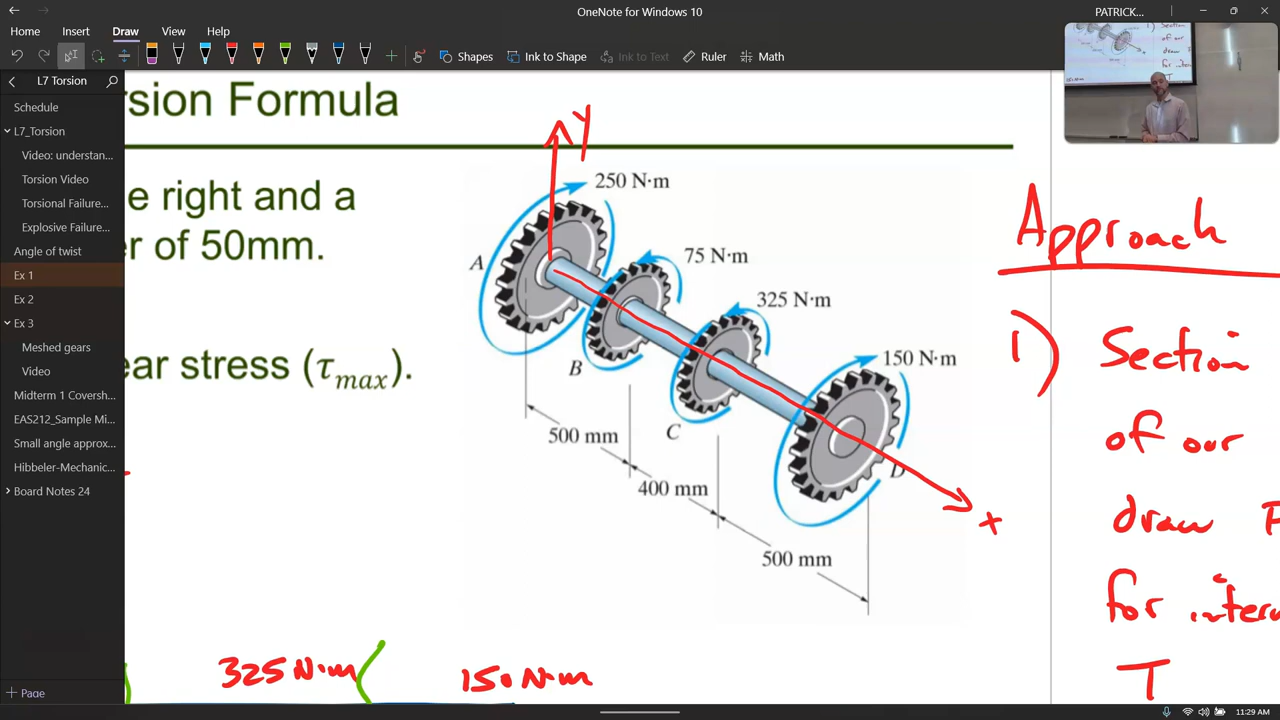 OneNote for Windows 10
PATRICK...
Home
Insert
Draw
View
Help
Shapes
Ink to Shape
Ink to Text
Ruler
Math
L7 Torsion
Schedule
L7_Torsion
Video: understan...
Torsion Video
Torsional Failure...
Explosive Failure...
Angle of twist
Ex 1
Ex 2
Ex 3
Meshed gears
Video
Midterm 1 Coversh...
EAS212_Sample Mi...
Small angle approx...
Hibbeler-Mechanic...
Board Notes 24
Page
rsion Formula
e right and a
er of 50mm.
ear stress (τmax).
y
250 N·m
A
75 N·m
325 N·m
150 N·m
B
C
D
500 mm
400 mm
500 mm
x
325 N·m
150 N·m
Approach
1) Section
of our
draw F
for intern
T
11:29 AM